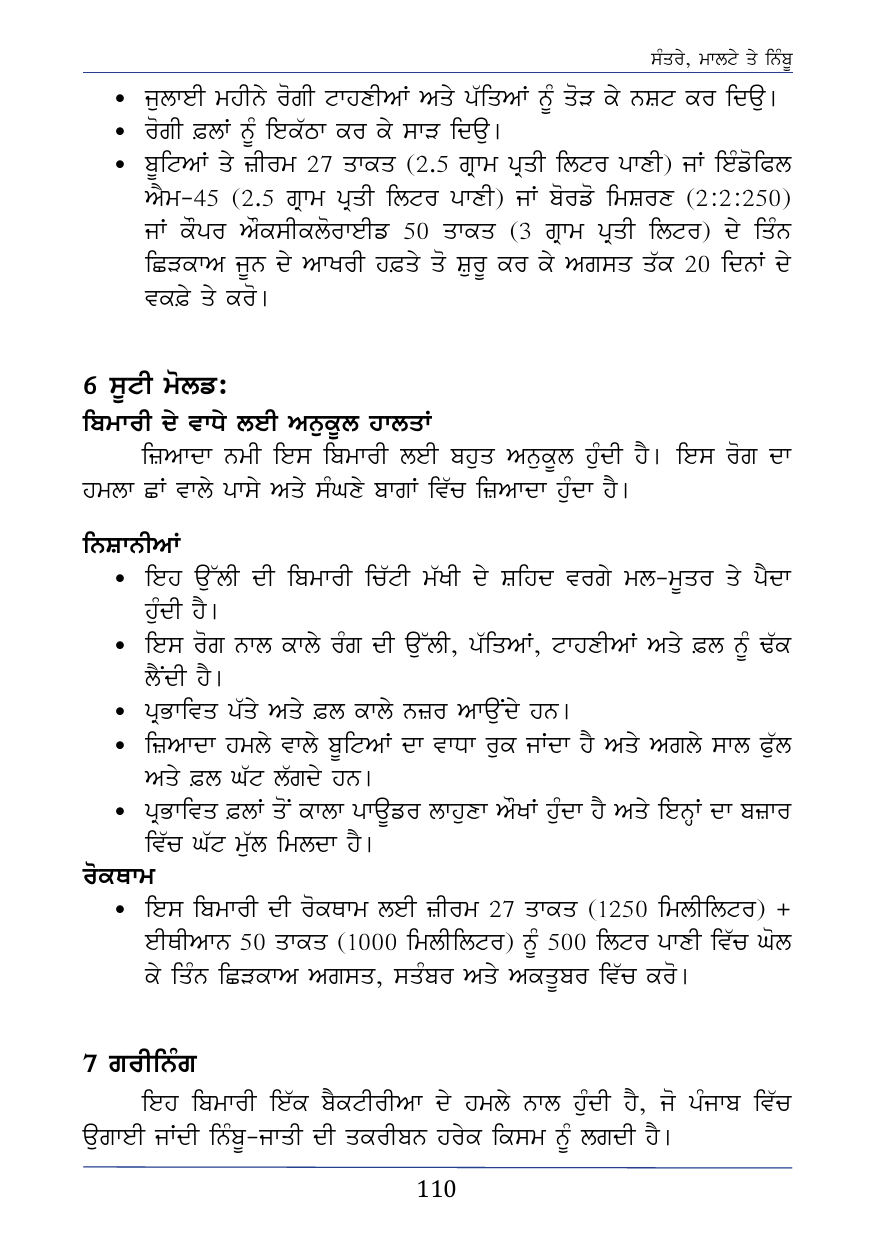 ਸੰਤਰੇ, ਮਾਲਟੇ ਤੇ ਨਿੰਬੂ
• ਜੁਲਾਈ ਮਹੀਨੇ ਰੋਗੀ ਟਾਹਣੀਆਂ ਅਤੇ ਪੱਤਿਆਂ ਨੂੰ ਤੋੜ ਕੇ ਨਸ਼ਟ ਕਰ ਦਿਉ।
• ਰੋਗੀ ਫ਼ਲਾਂ ਨੂੰ ਇਕੱਠਾ ਕਰ ਕੇ ਸਾੜ ਦਿਉ।
• ਬੂਟਿਆਂ ਤੇ ਜ਼ੀਰਮ 27 ਤਾਕਤ (2.5 ਗ੍ਰਾਮ ਪ੍ਰਤੀ ਲਿਟਰ ਪਾਣੀ) ਜਾਂ ਇੰਡੋਫਿਲ
ਐਮ-45 (2.5 ਗ੍ਰਾਮ ਪ੍ਰਤੀ ਲਿਟਰ ਪਾਣੀ) ਜਾਂ ਬੋਰਡੋ ਮਿਸ਼ਰਣ (2:2:250)
ਜਾਂ ਕੌਪਰ ਔਕਸੀਕਲੋਰਾਈਡ 50 ਤਾਕਤ (3 ਗ੍ਰਾਮ ਪ੍ਰਤੀ ਲਿਟਰ) ਦੇ ਤਿੰਨ
ਛਿੜਕਾਅ ਜੂਨ ਦੇ ਆਖਰੀ ਹਫ਼ਤੇ ਤੋ ਸ਼ੁਰੂ ਕਰ ਕੇ ਅਗਸਤ ਤੱਕ 20 ਦਿਨਾਂ ਦੇ
ਵਕਫ਼ੇ ਤੇ ਕਰੋ।
6 ਸੂਟੀ ਮੋਲਡ:
ਬਿਮਾਰੀ ਦੇ ਵਾਧੇ ਲਈ ਅਨੁਕੂਲ ਹਾਲਤਾਂ
ਜ਼ਿਆਦਾ ਨਮੀ ਇਸ ਬਿਮਾਰੀ ਲਈ ਬਹੁਤ ਅਨੁਕੂਲ ਹੁੰਦੀ ਹੈ। ਇਸ ਰੋਗ ਦਾ
ਹਮਲਾ ਛਾਂ ਵਾਲੇ ਪਾਸੇ ਅਤੇ ਸੰਘਣੇ ਬਾਗਾਂ ਵਿੱਚ ਜ਼ਿਆਦਾ ਹੁੰਦਾ ਹੈ।
ਨਿਸ਼ਾਨੀਆਂ
• ਇਹ ਉੱਲੀ ਦੀ ਬਿਮਾਰੀ ਚਿੱਟੀ ਮੱਖੀ ਦੇ ਸ਼ਹਿਦ ਵਰਗੇ ਮਲ-ਮੂਤਰ ਤੇ ਪੈਦਾ
ਹੁੰਦੀ ਹੈ।
• ਇਸ ਰੋਗ ਨਾਲ ਕਾਲੇ ਰੰਗ ਦੀ ਉੱਲੀ, ਪੱਤਿਆਂ, ਟਾਹਣੀਆਂ ਅਤੇ ਫ਼ਲ ਨੂੰ ਢੱਕ
ਲੈਂਦੀ ਹੈ।
• ਪ੍ਰਭਾਵਿਤ ਪੱਤੇ ਅਤੇ ਫ਼ਲ ਕਾਲੇ ਨਜ਼ਰ ਆਉਂਦੇ ਹਨ।
• ਜ਼ਿਆਦਾ ਹਮਲੇ ਵਾਲੇ ਬੂਟਿਆਂ ਦਾ ਵਾਧਾ ਰੁਕ ਜਾਂਦਾ ਹੈ ਅਤੇ ਅਗਲੇ ਸਾਲ ਫੁੱਲ
ਅਤੇ ਫ਼ਲ ਘੱਟ ਲੱਗਦੇ ਹਨ।
• ਪ੍ਰਭਾਵਿਤ ਫ਼ਲਾਂ ਤੋਂ ਕਾਲਾ ਪਾਊਡਰ ਲਾਹੁਣਾ ਔਖਾਂ ਹੁੰਦਾ ਹੈ ਅਤੇ ਇਨ੍ਹਾਂ ਦਾ ਬਜ਼ਾਰ
ਵਿੱਚ ਘੱਟ ਮੁੱਲ ਮਿਲਦਾ ਹੈ।
ਰੋਕਥਾਮ
• ਇਸ ਬਿਮਾਰੀ ਦੀ ਰੋਕਥਾਮ ਲਈ ਜ਼ੀਰਮ 27 ਤਾਕਤ (1250 ਮਿਲੀਲਿਟਰ) +
ਈਥੀਆਨ 50 ਤਾਕਤ (1000 ਮਿਲੀਲਿਟਰ) ਨੂੰ 500 ਲਿਟਰ ਪਾਣੀ ਵਿੱਚ ਘੋਲ
ਕੇ ਤਿੰਨ ਛਿੜਕਾਅ ਅਗਸਤ, ਸਤੰਬਰ ਅਤੇ ਅਕਤੂਬਰ ਵਿੱਚ ਕਰੋ।
7 ਗਰੀਨਿੰਗ
ਇਹ ਬਿਮਾਰੀ ਇੱਕ ਬੈਕਟੀਰੀਆ ਦੇ ਹਮਲੇ ਨਾਲ ਹੁੰਦੀ ਹੈ, ਜੋ ਪੰਜਾਬ ਵਿੱਚ
ਉਗਾਈ ਜਾਂਦੀ ਨਿੰਬੂ-ਜਾਤੀ ਦੀ ਤਕਰੀਬਨ ਹਰੇਕ ਕਿਸਮ ਨੂੰ ਲਗਦੀ ਹੈ।
110